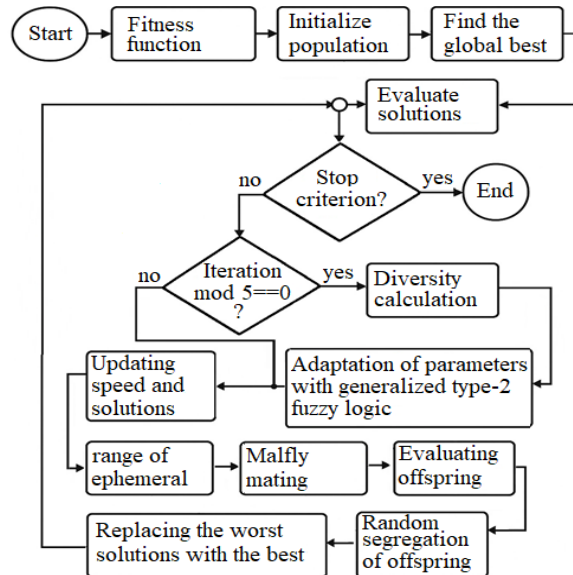 Start
Fitness
function
Initialize
population
Find the
global best
Evaluate
solutions
Stop
criterion?
no
yes
End
Iteration
mod 5==0
?
no
yes
Diversity
calculation
Adaptation of parameters
with generalized type-2
fuzzy logic
Updating
speed and
solutions
range of
ephemeral
Malfly
mating
Evaluating
offspring
Random
segregation
of offspring
Replacing the worst
solutions with the best